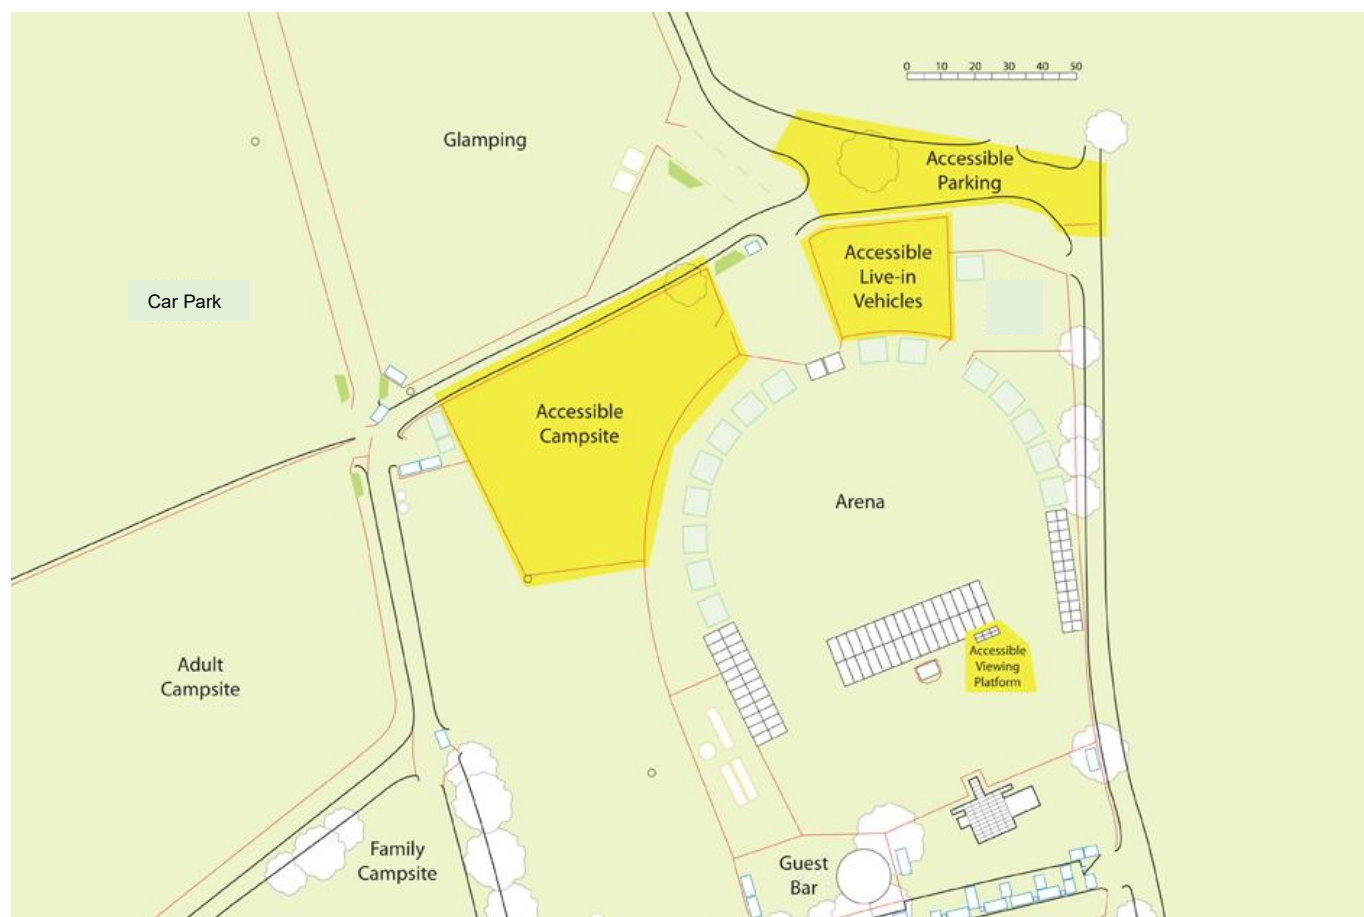 0 10 20 30 40 50
Glamping
Accessible
Parking
Accessible
Live-in
Vehicles
Car Park
Accessible
Campsite
Arena
Accessible
Viewing
Platform
Adult
Campsite
Family
Campsite
Guest
Bar